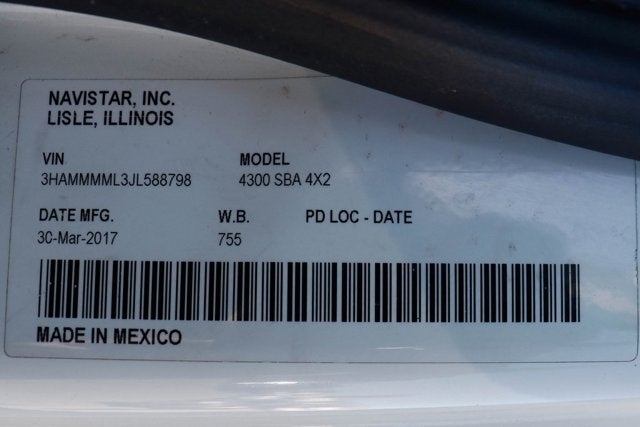 NAVISTAR, INC.
LISLE, ILLINOIS
VIN MODEL
3HAMMMML3JL588798 4300 SBA 4X2
DATE MFG. W.B. PD LOC - DATE
30-Mar-2017 755
MADE IN MEXICO